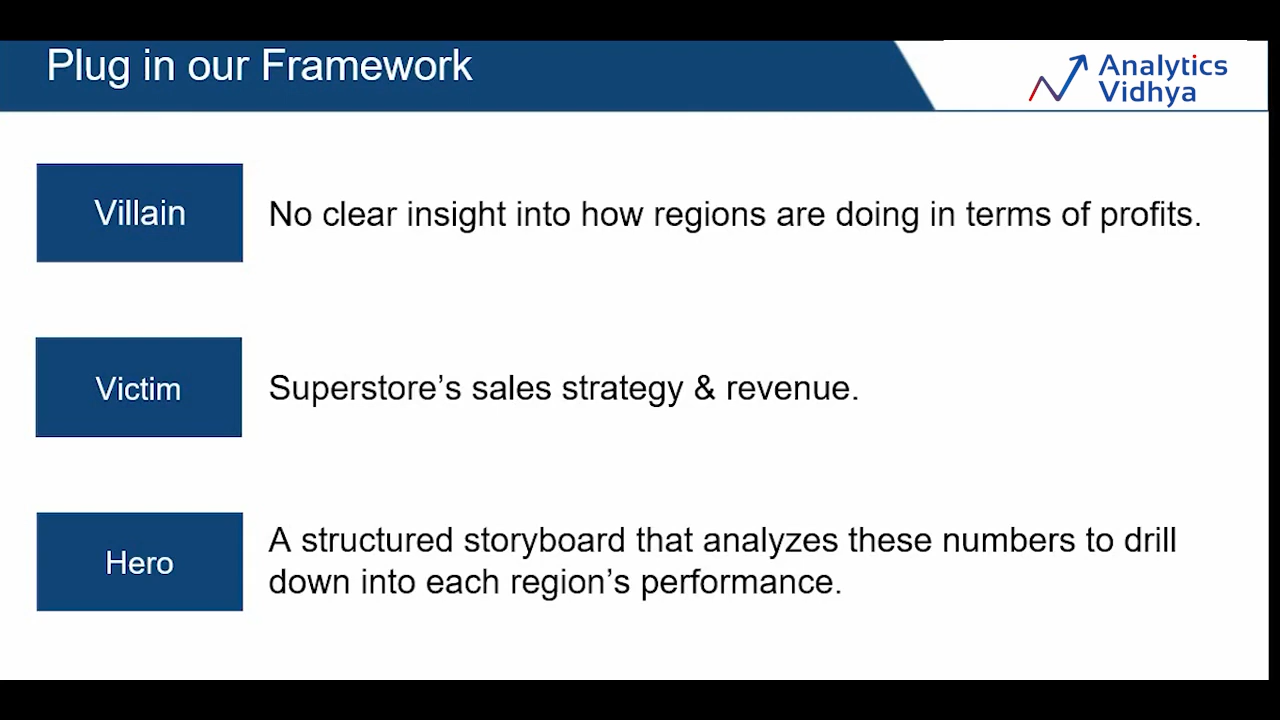 Plug in our Framework
Analytics
Vidhya
Villain
No clear insight into how regions are doing in terms of profits.
Victim
Superstore’s sales strategy & revenue.
Hero
A structured storyboard that analyzes these numbers to drill
down into each region’s performance.